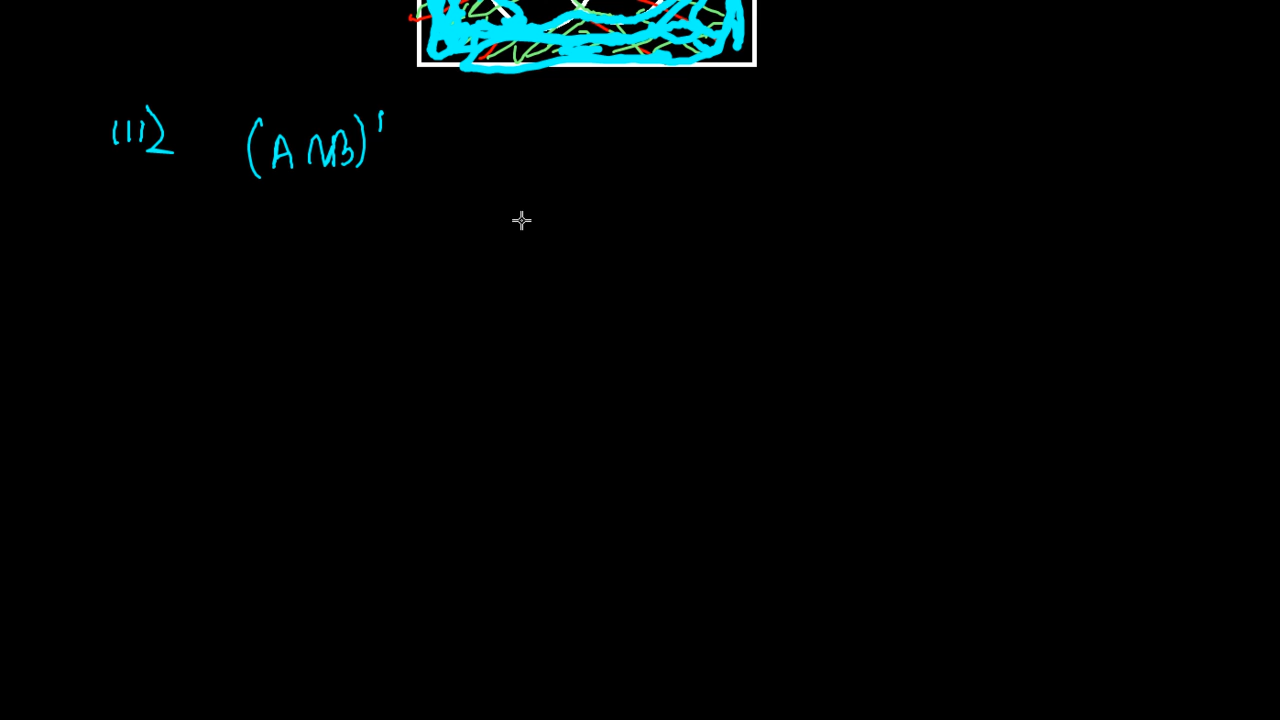 iii) (A ∩ B)'